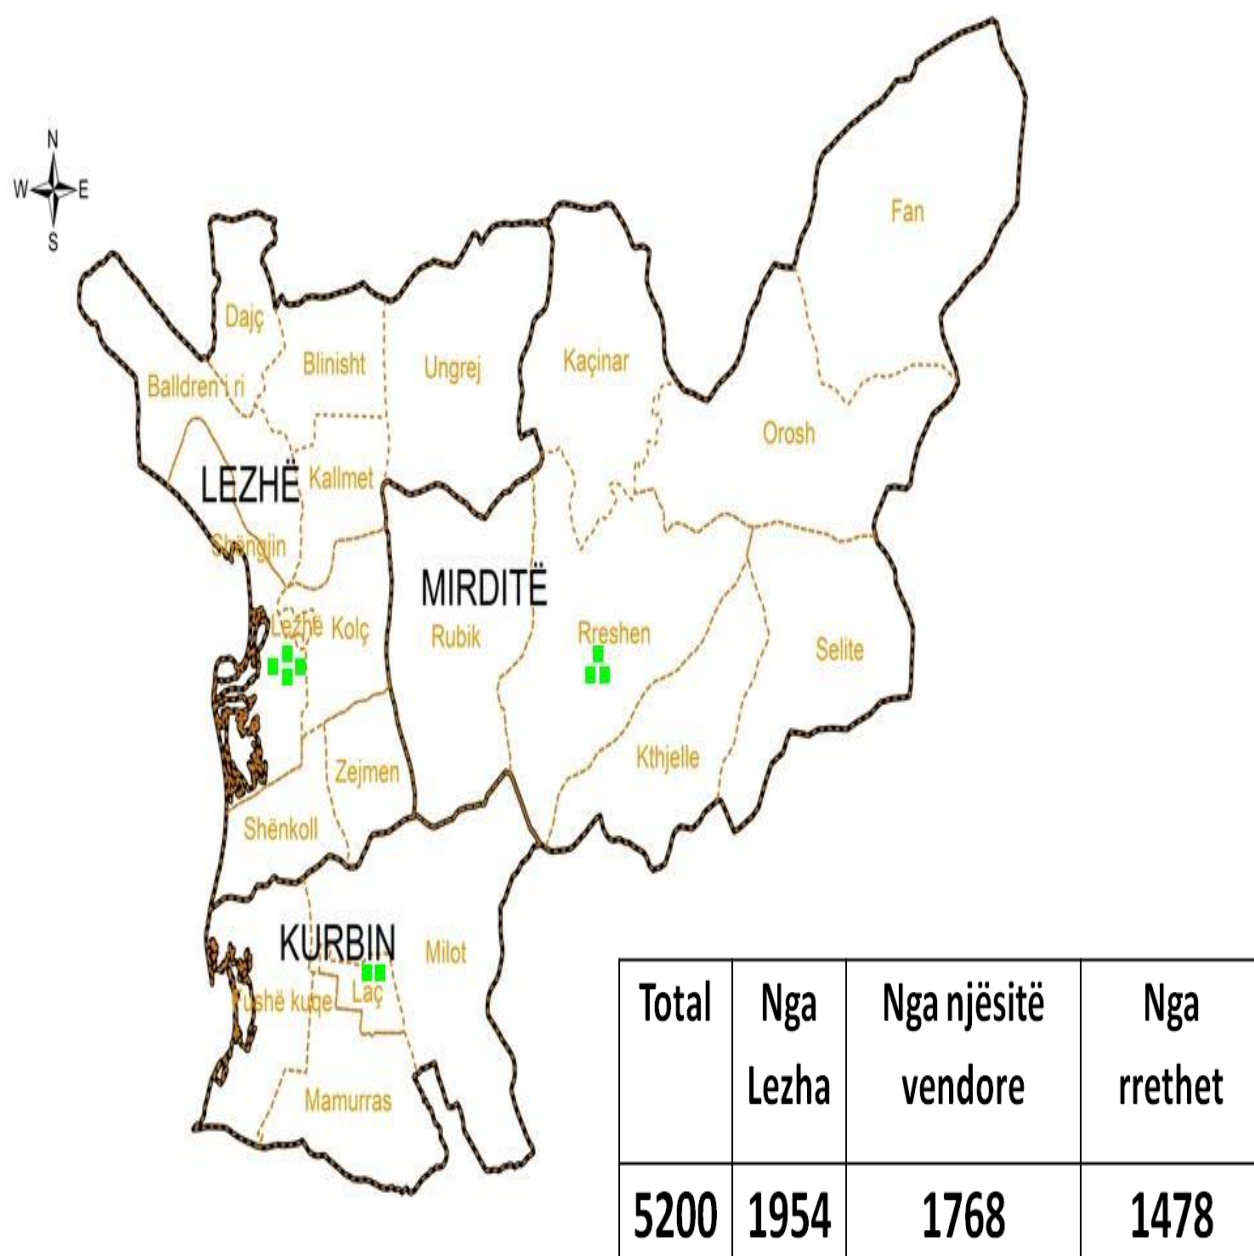 N
W E
S
Fan
Dajç
Blinisht
Ungrej
Kaçinar
Balldren i ri
Orosh
LEZHË
Kallmet
Shëngjin
MIRDITË
Lezhë
Kolç
Rubik
Rreshen
Selite
Kthjelle
Zejmen
Shënkoll
KURBIN
Milot
Laç
Fushë kuqe
Mamurras
Total Nga Lezha Nga njësitë vendore Nga rrethet
5200 1954 1768 1478